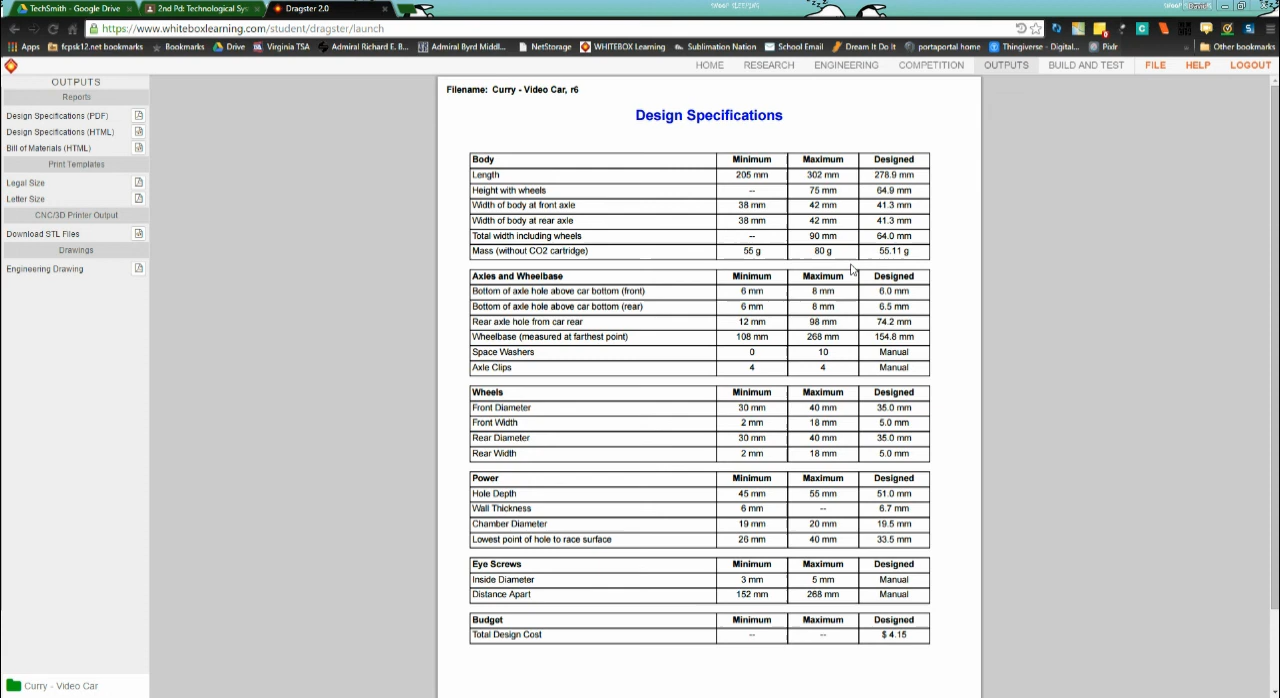 TechSmith - Google Drive
2nd Pd: Technological Sy:
Dragster 2.0
https://www.whiteboxlearning.com/student/dragster/launch
Apps
fcpsk12.net bookmarks
Bookmarks
Drive
Virginia TSA
Admiral Richard E. B...
Admiral Byrd Middl...
NetStorage
WHITEBOX Learning
Sublimation Nation
School Email
Dream It Do It
portaportal home
Thingiverse - Digital...
Pixlr
Other bookmarks
HOME RESEARCH ENGINEERING COMPETITION OUTPUTS BUILD AND TEST FILE HELP LOGOUT
OUTPUTS
Reports
Design Specifications (PDF)
Design Specifications (HTML)
Bill of Materials (HTML)
Print Templates
Legal Size
Letter Size
CNC/3D Printer Output
Download STL Files
Drawings
Engineering Drawing
Curry - Video Car
Filename: Curry - Video Car, r6
Design Specifications
Body Minimum Maximum Designed
Length 205 mm 302 mm 278.9 mm
Height with wheels -- 75 mm 64.9 mm
Width of body at front axle 38 mm 42 mm 41.3 mm
Width of body at rear axle 38 mm 42 mm 41.3 mm
Total width including wheels -- 90 mm 64.0 mm
Mass (without CO2 cartridge) 55 g 80 g 55.11 g
Axles and Wheelbase Minimum Maximum Designed
Bottom of axle hole above car bottom (front) 6 mm 8 mm 6.0 mm
Bottom of axle hole above car bottom (rear) 6 mm 8 mm 6.5 mm
Rear axle hole from car rear 12 mm 98 mm 74.2 mm
Wheelbase (measured at farthest point) 108 mm 268 mm 154.8 mm
Space Washers 0 10 Manual
Axle Clips 4 4 Manual
Wheels Minimum Maximum Designed
Front Diameter 30 mm 40 mm 35.0 mm
Front Width 2 mm 18 mm 5.0 mm
Rear Diameter 30 mm 40 mm 35.0 mm
Rear Width 2 mm 18 mm 5.0 mm
Power Minimum Maximum Designed
Hole Depth 45 mm 55 mm 51.0 mm
Wall Thickness 6 mm -- 6.7 mm
Chamber Diameter 19 mm 20 mm 19.5 mm
Lowest point of hole to race surface 26 mm 40 mm 33.5 mm
Eye Screws Minimum Maximum Designed
Inside Diameter 3 mm 5 mm Manual
Distance Apart 152 mm 268 mm Manual
Budget Minimum Maximum Designed
Total Design Cost -- -- $ 4.15